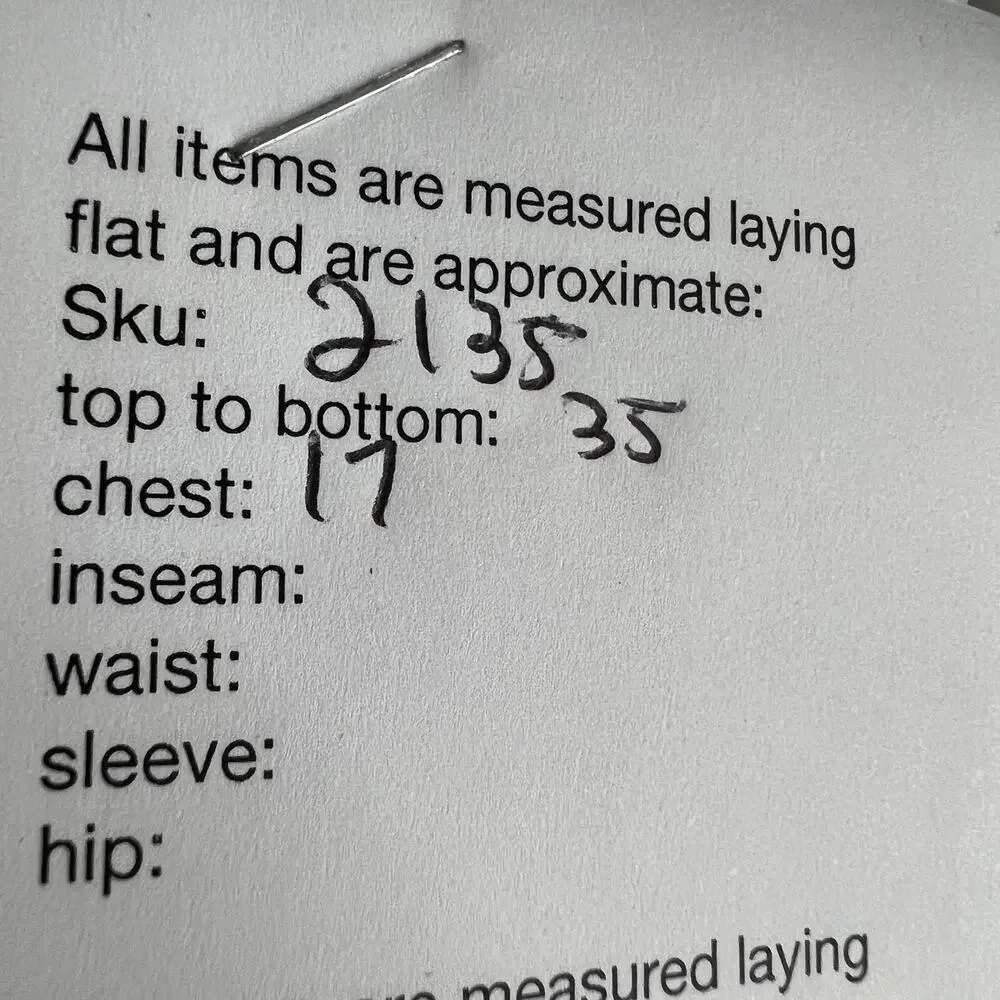 All items are measured laying
flat and are approximate:
Sku: 2135
top to bottom: 35
chest: 17
inseam:
waist:
sleeve:
hip:
measured laying